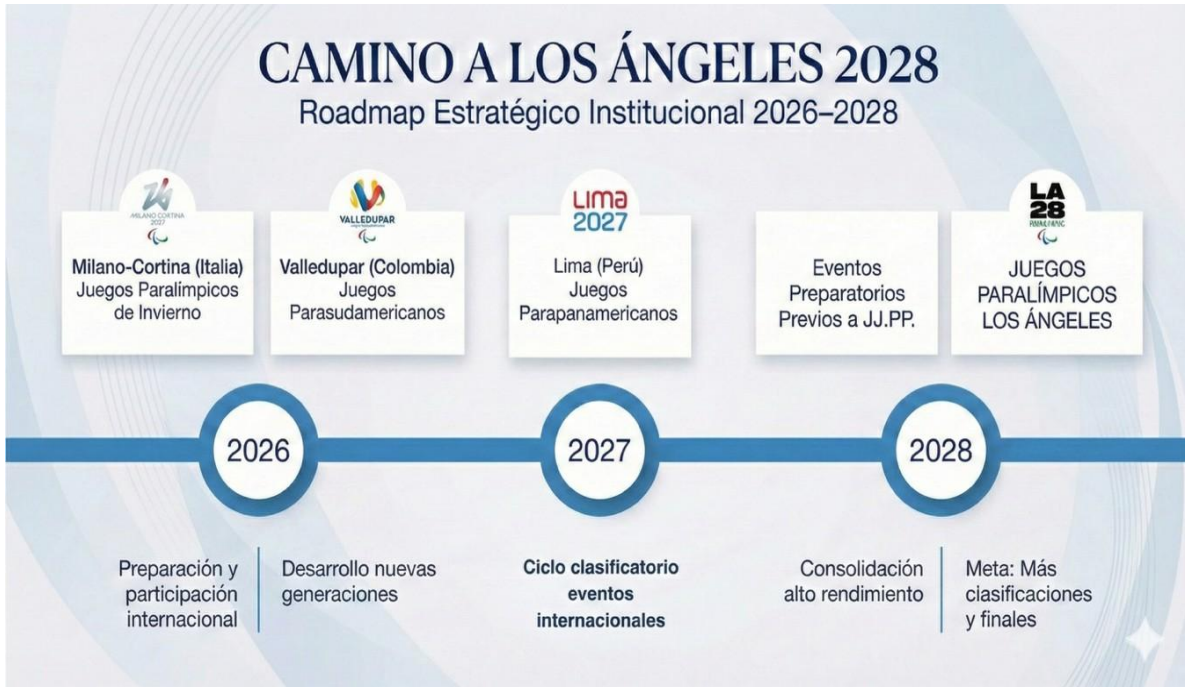 CAMINO A LOS ÁNGELES 2028
Roadmap Estratégico Institucional 2026–2028
MILANO CORTINA
2027
Milano-Cortina (Italia)
Juegos Paralímpicos
de Invierno
VALLEDUPAR
Valledupar (Colombia)
Juegos
Parasudamericanos
LIMA
2027
Lima (Perú)
Juegos
Parapanamericanos
Eventos
Preparatorios
Previos a JJ.PP.
LA
28
JUEGOS
PARALÍMPICOS
LOS ÁNGELES
2026
2027
2028
Preparación y
participación
internacional
Desarrollo nuevas
generaciones
Ciclo clasificatorio
eventos
internacionales
Consolidación
alto rendimiento
Meta: Más
clasificaciones
y finales